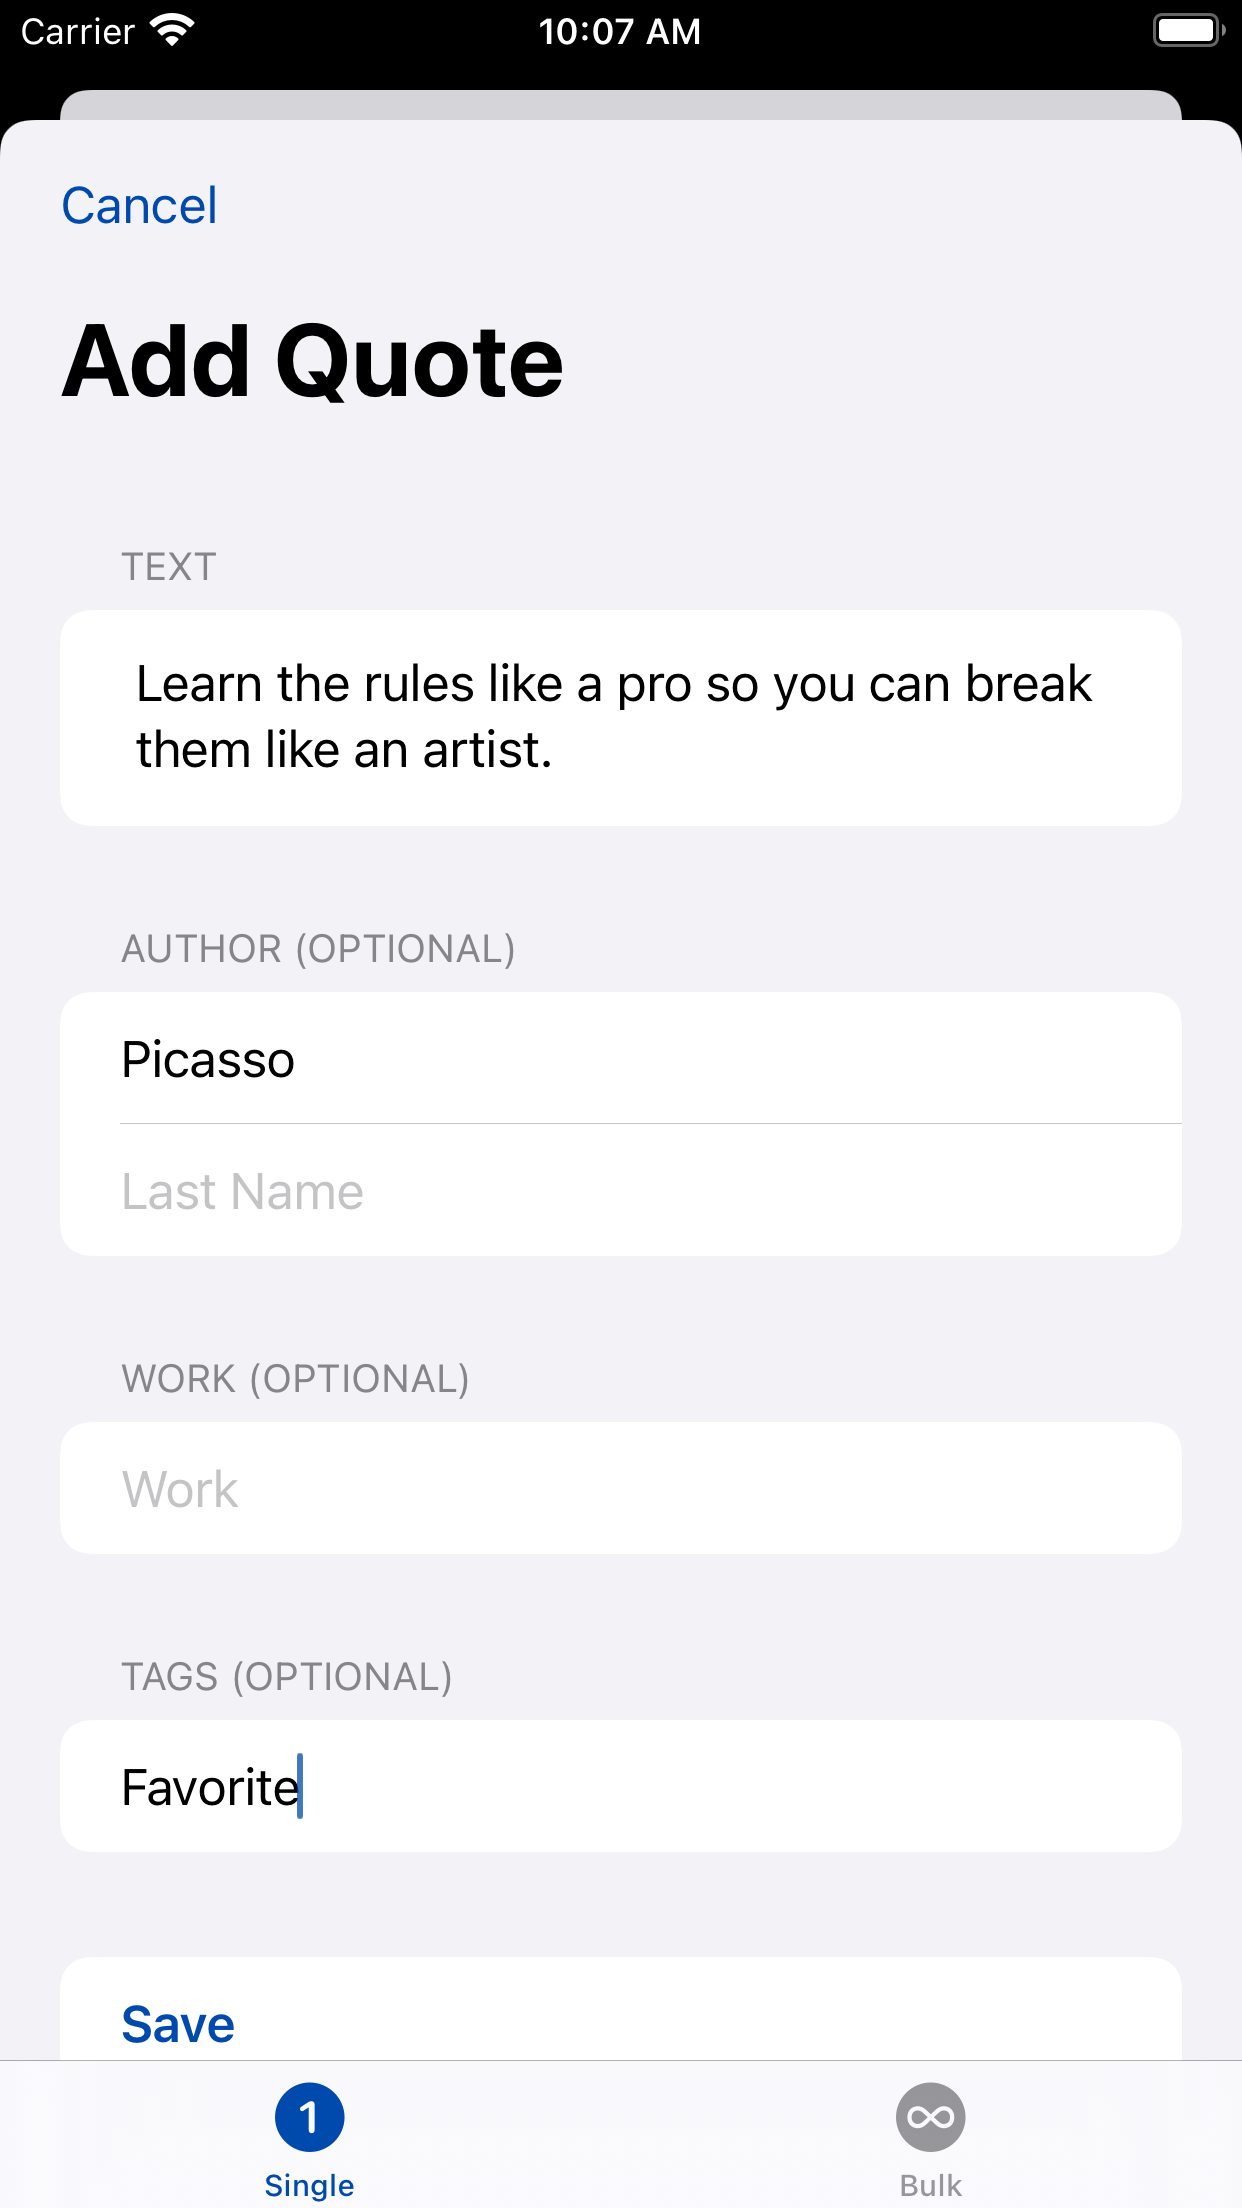 Carrier 10:07 AM
Cancel
Add Quote
TEXT
Learn the rules like a pro so you can break
them like an artist.
AUTHOR (OPTIONAL)
Picasso
Last Name
WORK (OPTIONAL)
Work
TAGS (OPTIONAL)
Favorite
Save
1
Single
Bulk